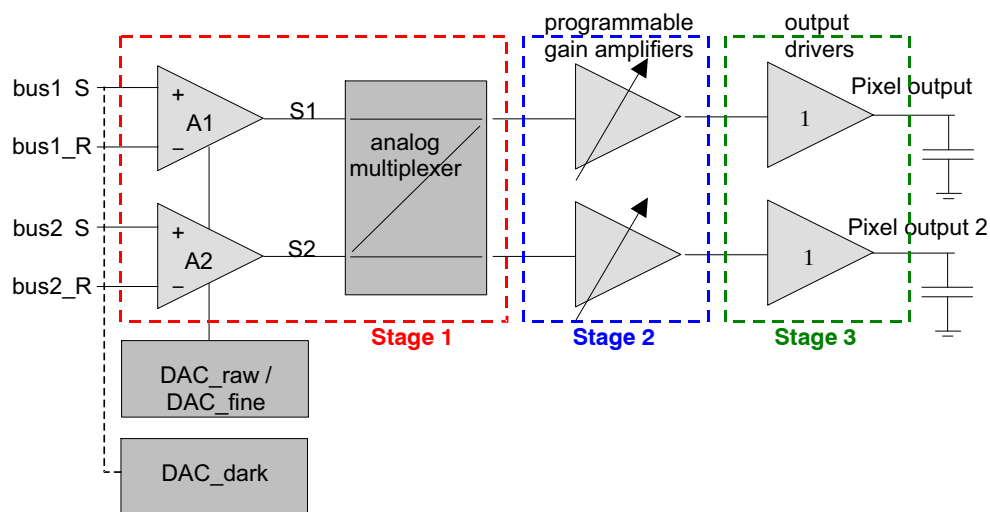 programmable
gain amplifiers
output
drivers
bus1 S
+
A1
−
bus1_R
S1
analog
multiplexer
1
Pixel output
bus2 S
+
A2
−
bus2_R
S2
1
Pixel output 2
Stage 1
Stage 2
Stage 3
DAC_raw /
DAC_fine
DAC_dark